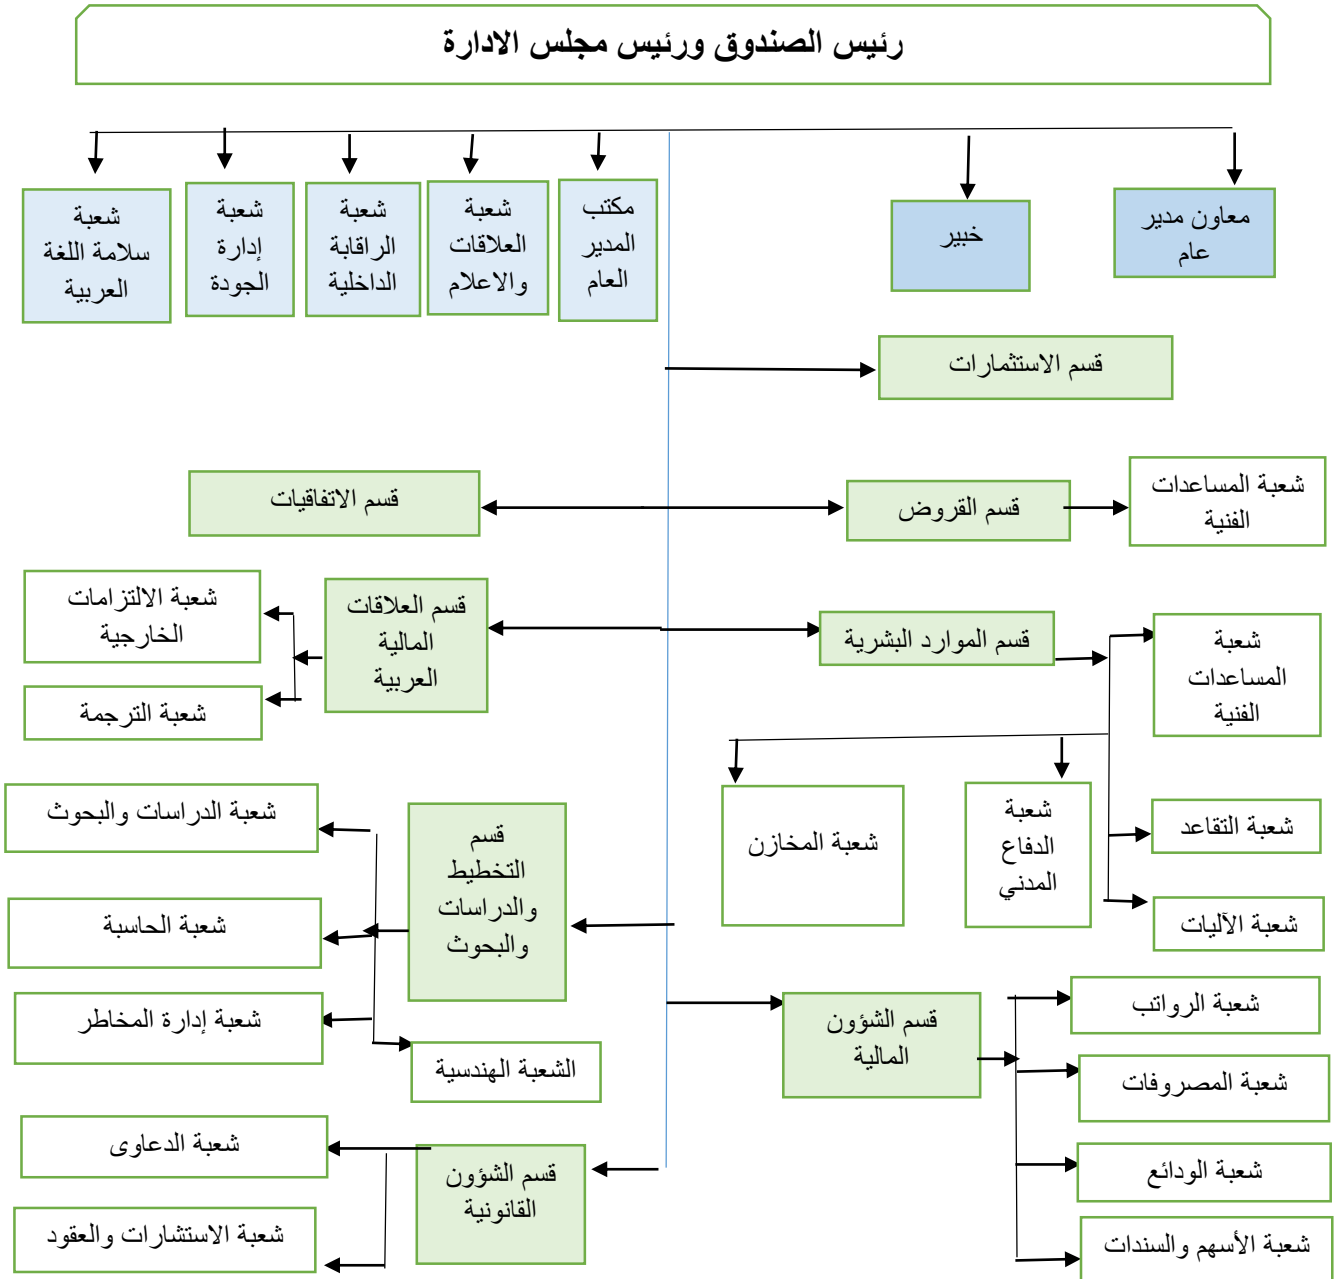 رئيس الصندوق ورئيس مجلس الادارة
معاون مدير
عام
خبير
مكتب
المدير
العام
شعبة
العلاقات
والاعلام
شعبة
الراقابة
الداخلية
شعبة
إدارة
الجودة
شعبة
سلامة اللغة
العربية
قسم الاستثمارات
شعبة المساعدات
الفنية
قسم القروض
قسم الاتفاقيات
شعبة
المساعدات
الفنية
قسم الموارد البشرية
قسم العلاقات
المالية
العربية
شعبة الالتزامات
الخارجية
شعبة الترجمة
شعبة التقاعد
شعبة الآليات
شعبة
الدفاع
المدني
شعبة المخازن
قسم
التخطيط
والدراسات
والبحوث
شعبة الدراسات والبحوث
شعبة الحاسبة
شعبة إدارة المخاطر
الشعبة الهندسية
شعبة الرواتب
قسم الشؤون
المالية
شعبة المصروفات
شعبة الودائع
شعبة الأسهم والسندات
قسم الشؤون
القانونية
شعبة الدعاوى
شعبة الاستشارات والعقود